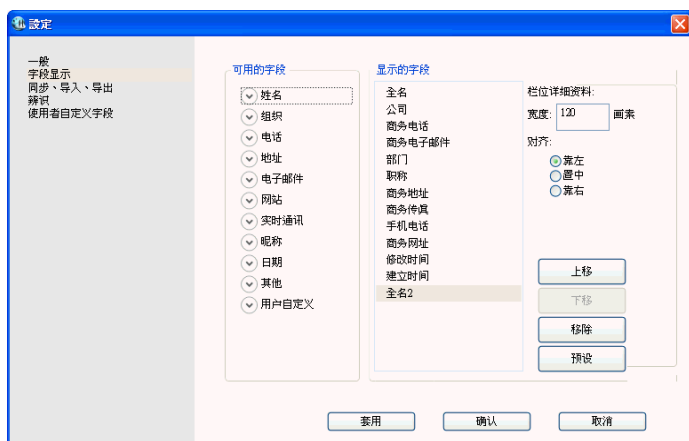 設定
一般
字段显示
同步、导入、导出
辨识
使用者自定义字段
可用的字段
姓名
组织
电话
地址
电子邮件
网站
实时通讯
昵称
日期
其他
用户自定义
显示的字段
全名
公司
商务电话
商务电子邮件
部门
职称
商务地址
商务传真
手机电话
商务网址
修改时间
建立时间
全名2
栏位详细资料:
宽度: 120 画素
对齐:
靠左
置中
靠右
上移
下移
移除
预设
套用 确认 取消